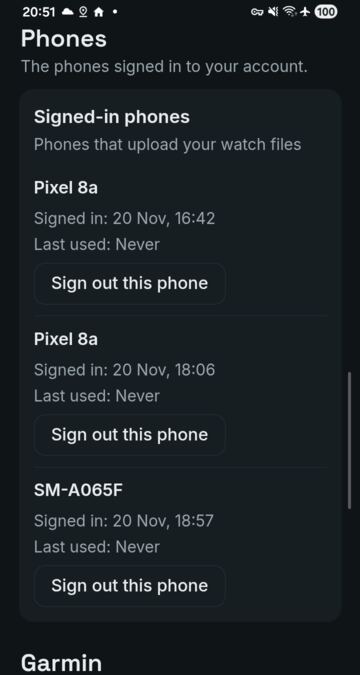 20:51
100
Phones
The phones signed in to your account.
Signed-in phones
Phones that upload your watch files
Pixel 8a
Signed in: 20 Nov, 16:42
Last used: Never
Sign out this phone
Pixel 8a
Signed in: 20 Nov, 18:06
Last used: Never
Sign out this phone
SM-A065F
Signed in: 20 Nov, 18:57
Last used: Never
Sign out this phone
Garmin